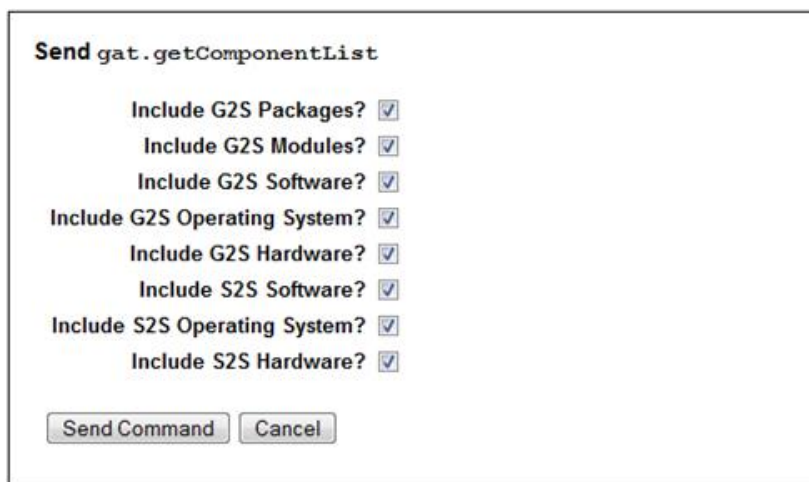 Send gat.getComponentList
Include G2S Packages?
Include G2S Modules?
Include G2S Software?
Include G2S Operating System?
Include G2S Hardware?
Include S2S Software?
Include S2S Operating System?
Include S2S Hardware?
Send Command Cancel